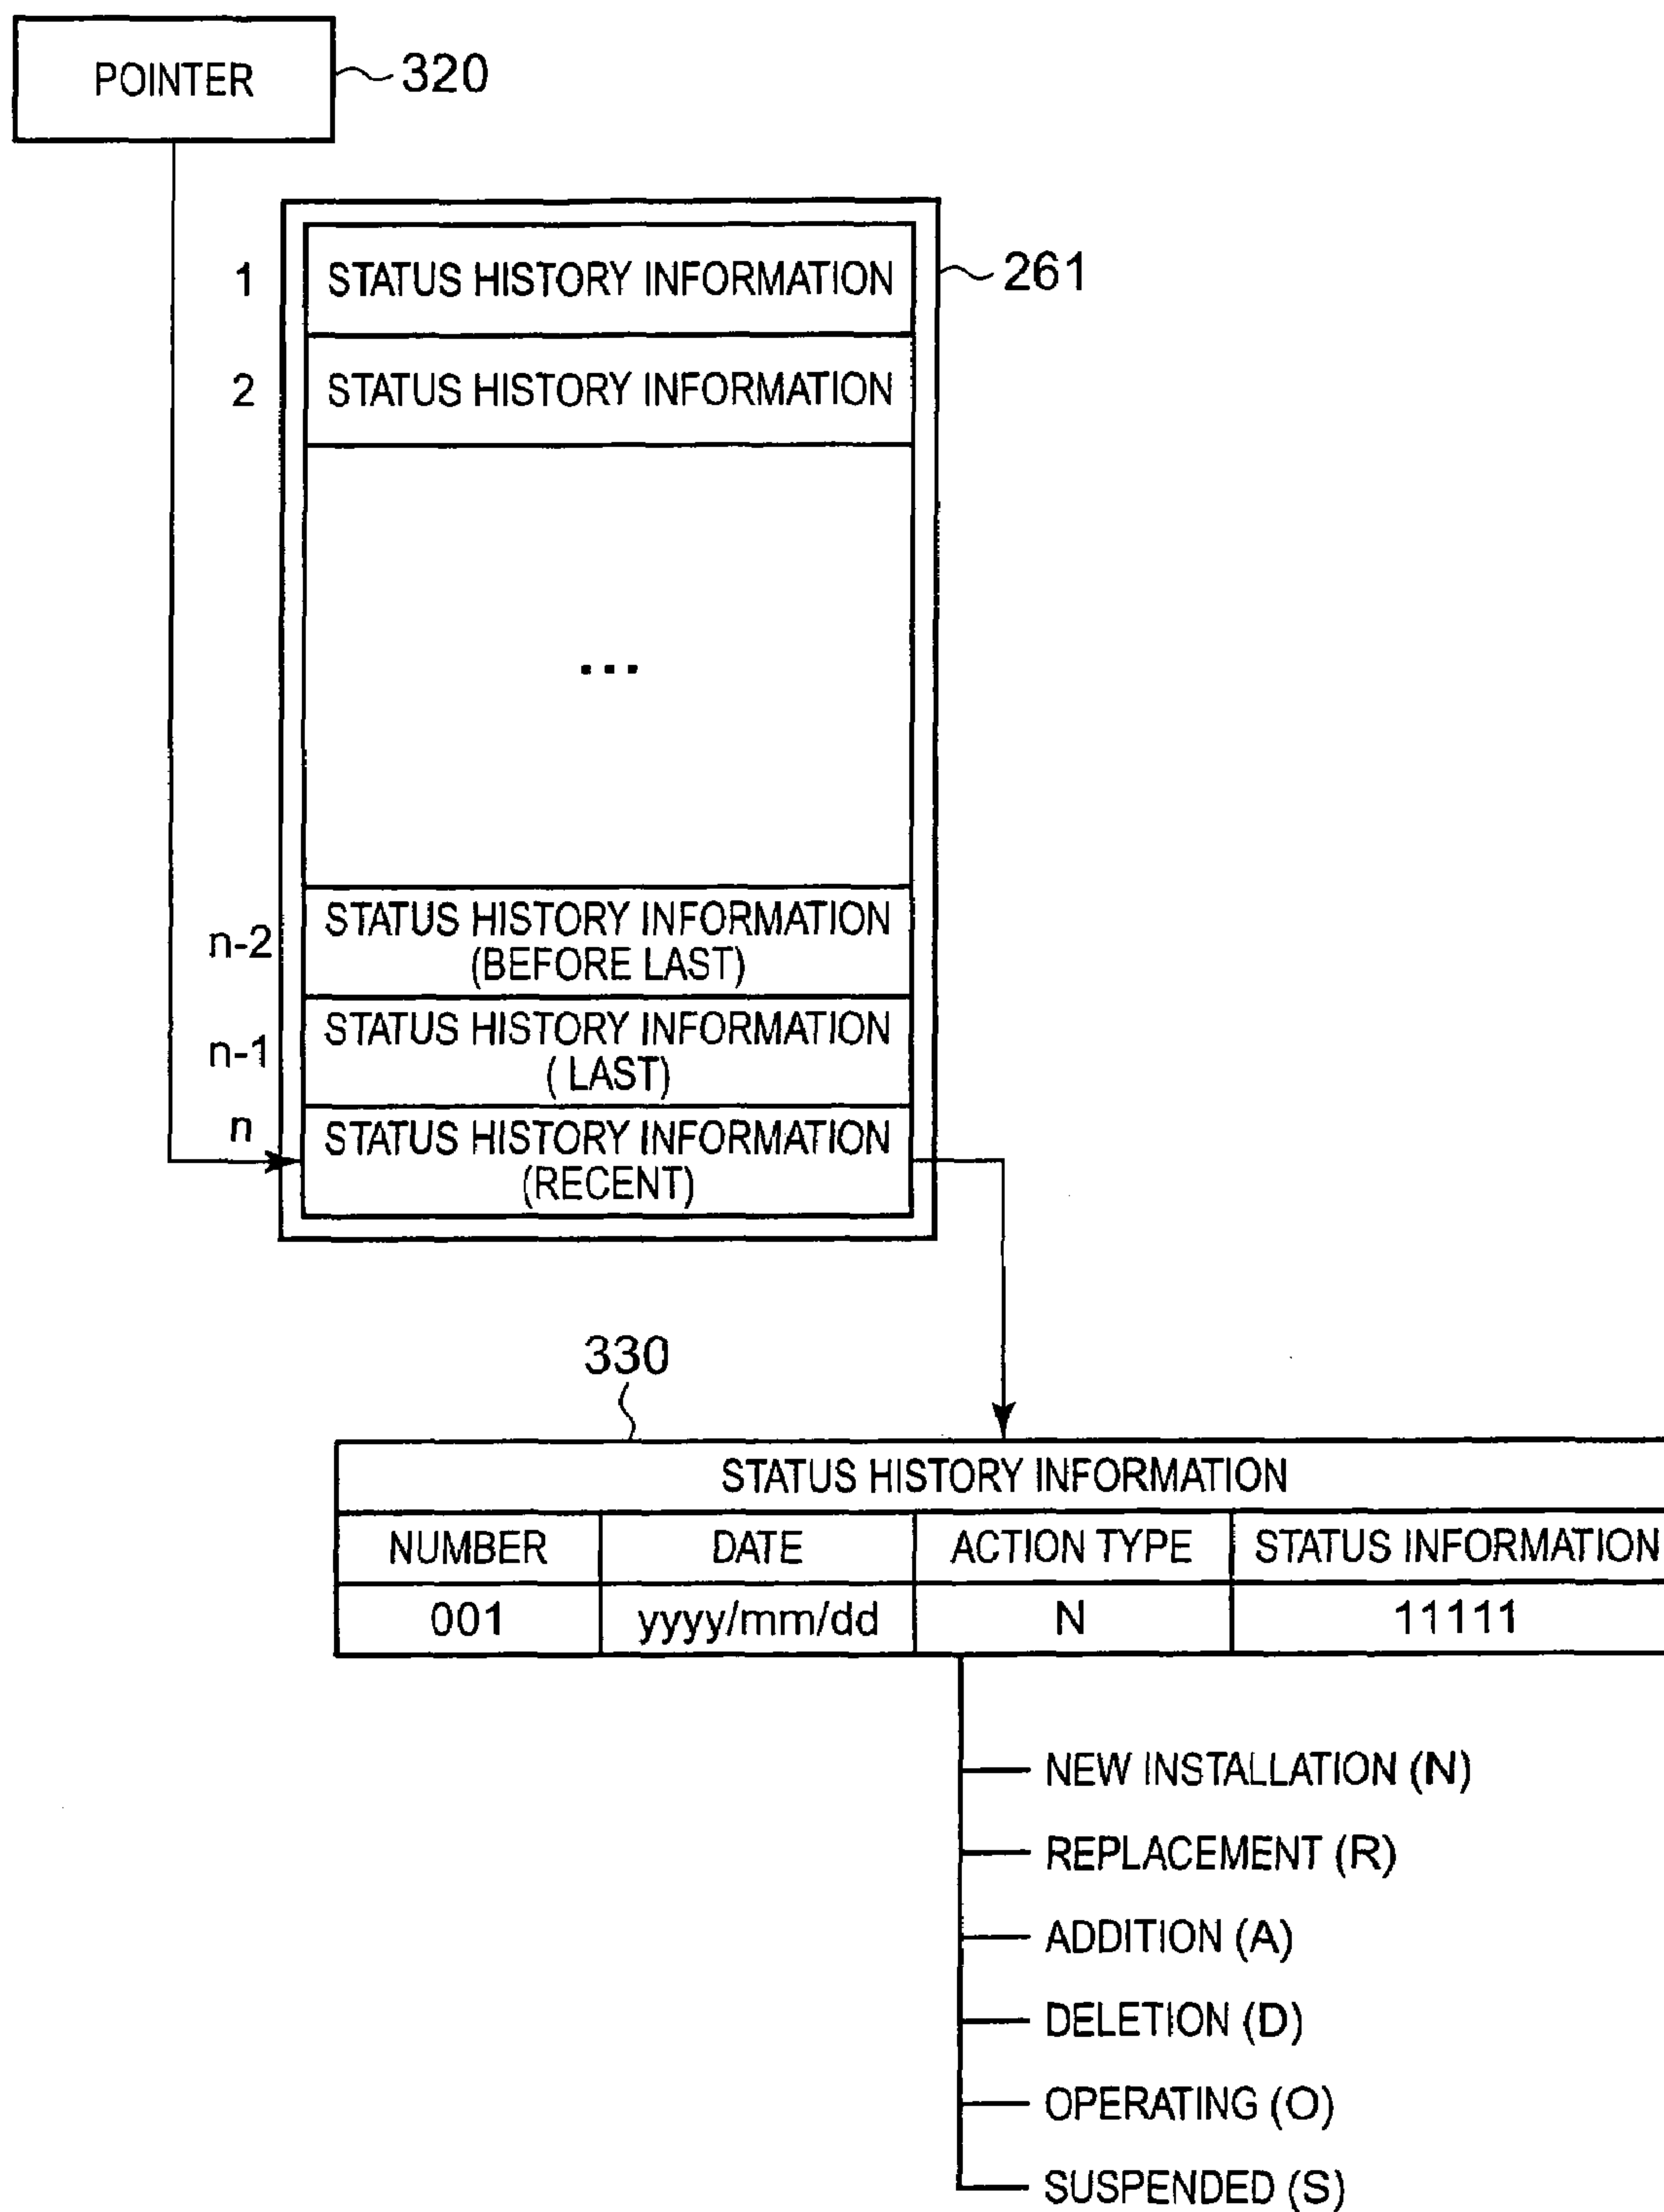 POINTER 320
1 STATUS HISTORY INFORMATION 261
2 STATUS HISTORY INFORMATION
...
n-2 STATUS HISTORY INFORMATION
(BEFORE LAST)
n-1 STATUS HISTORY INFORMATION
( LAST)
n STATUS HISTORY INFORMATION
(RECENT)
330
STATUS HISTORY INFORMATION
NUMBER DATE ACTION TYPE STATUS INFORMATION
001 yyyy/mm/dd N 11111
NEW INSTALLATION (N)
REPLACEMENT (R)
ADDITION (A)
DELETION (D)
OPERATING (O)
SUSPENDED (S)